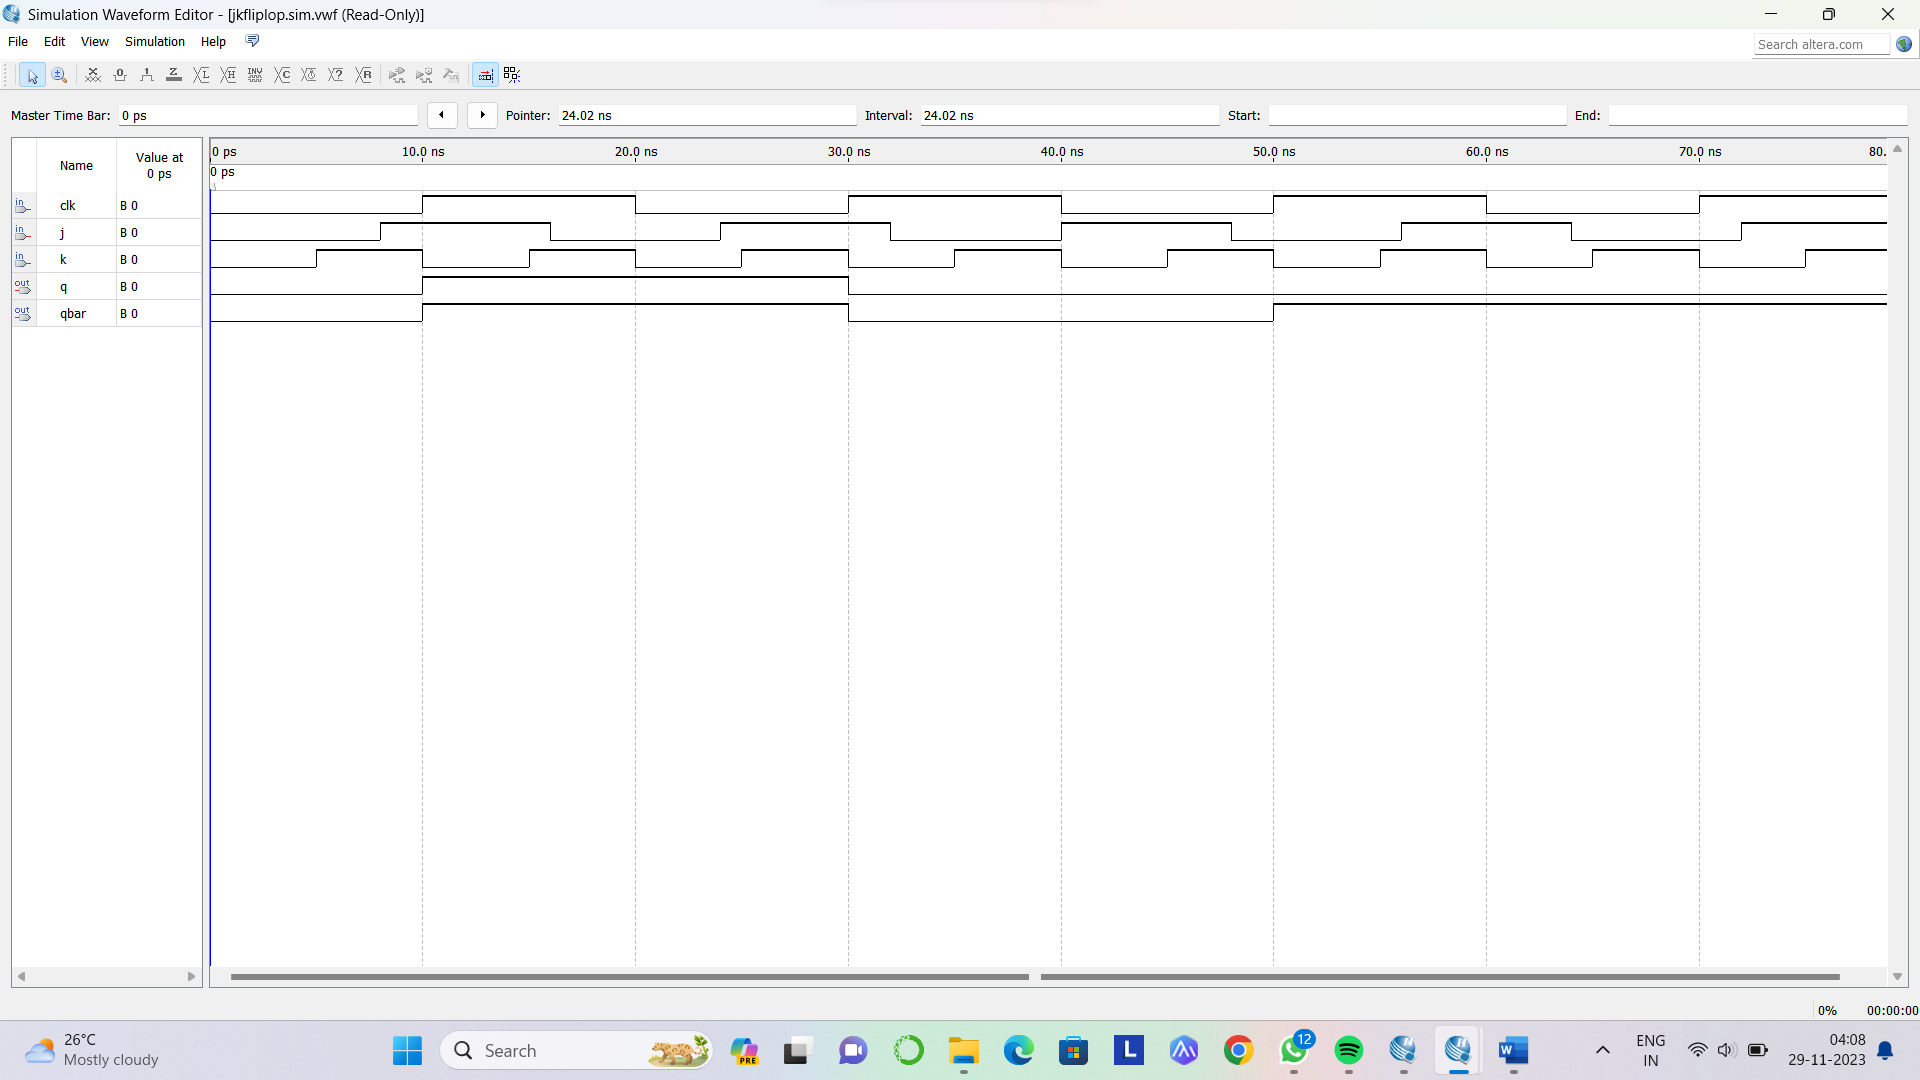 Simulation Waveform Editor - [jkfliplop.sim.vwf (Read-Only)]
File Edit View Simulation Help
Search altera.com
Master Time Bar: 0 ps Pointer: 24.02 ns Interval: 24.02 ns Start: End:
Name Value at 0 ps
0 ps 10.0 ns 20.0 ns 30.0 ns 40.0 ns 50.0 ns 60.0 ns 70.0 ns 80.
0 ps
in clk B 0
in j B 0
in k B 0
out q B 0
out qbar B 0
0% 00:00:00
26°C
Mostly cloudy
Search
PRE
L
12
W
ENG
IN
04:08
29-11-2023